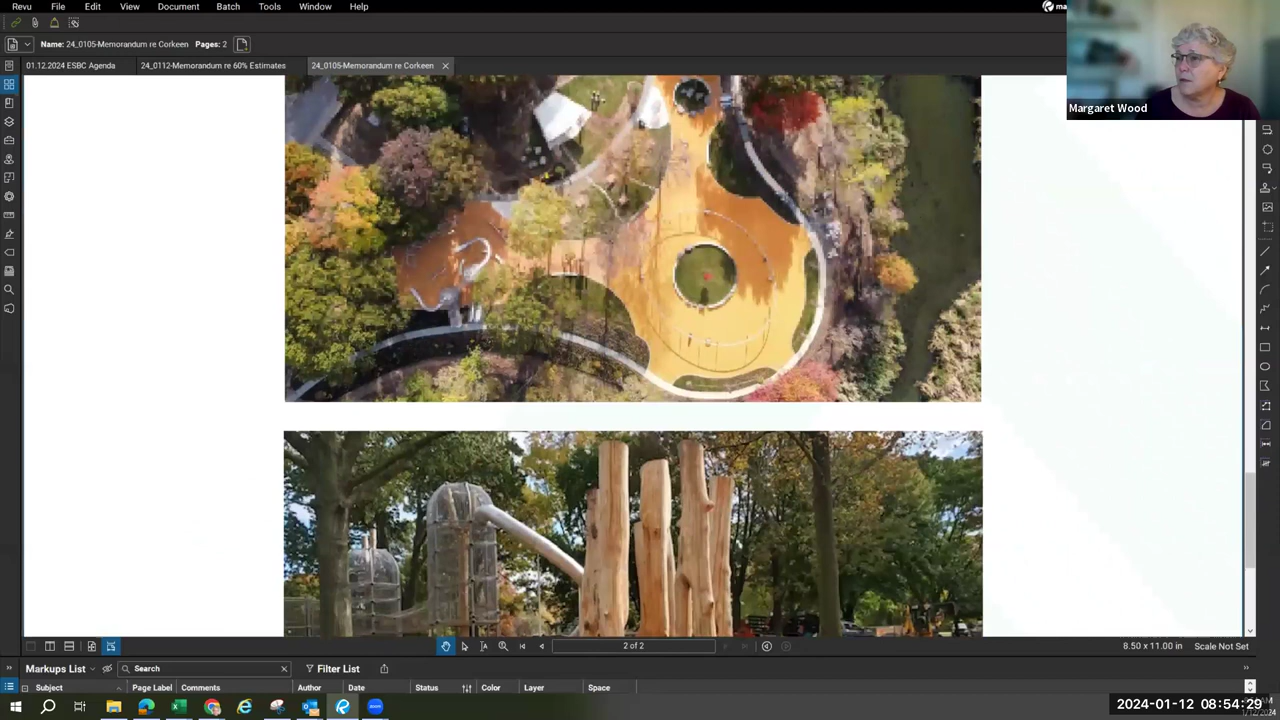 Revu File Edit View Document Batch Tools Window Help
Name: 24_0105-Memorandum re Corkeen Pages: 2
01.12.2024 ESBC Agenda 24_0112-Memorandum re 60% Estimates 24_0105-Memorandum re Corkeen
Margaret Wood
2 of 2 8.50 x 11.00 in Scale Not Set
Markups List Search Filter List
Subject Page Label Comments Author Date Status Color Layer Space
2024-01-12 08:54:29